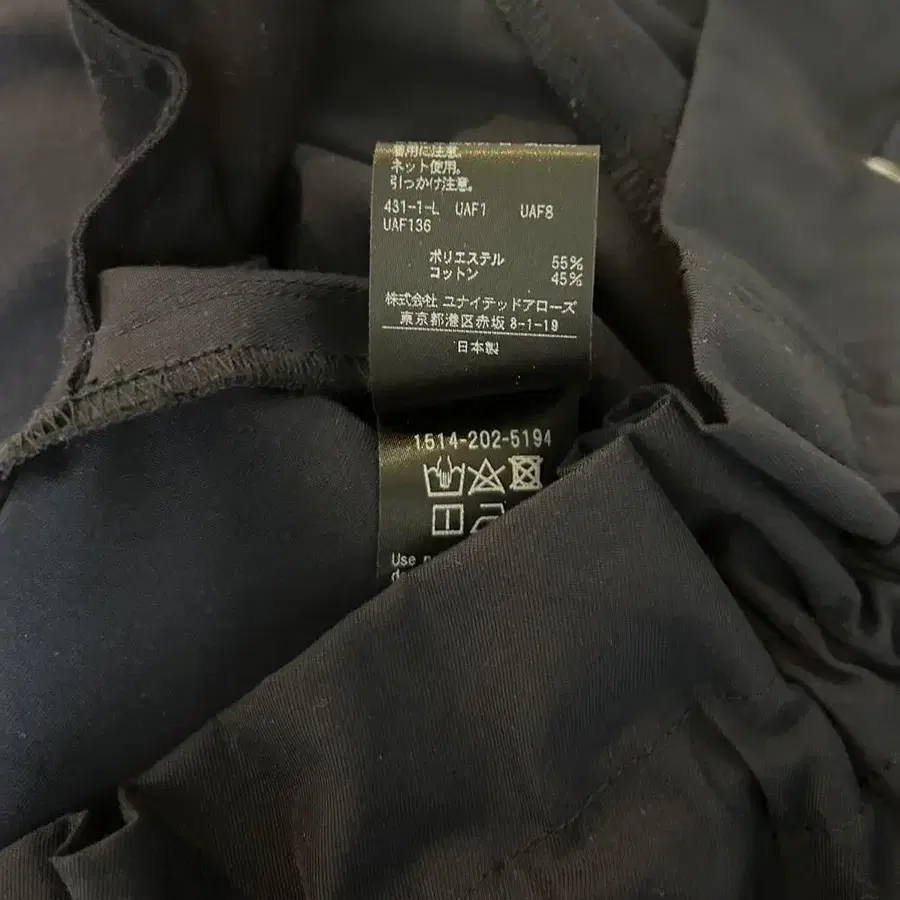 着用に注意。
ネット使用。
引っかけ注意。
431-1-L UAF1 UAF8
UAF136
ポリエステル 55%
コットン 45%
株式会社 ユナイテッドアローズ
東京都港区赤坂 8-1-19
日本製
1514-202-5194
Use